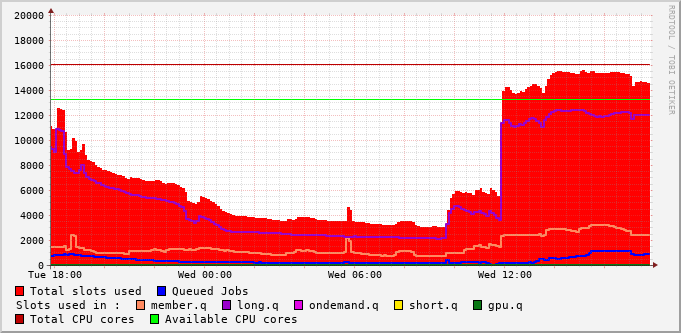 20000
18000
16000
14000
12000
10000
8000
6000
4000
2000
0
Tue 18:00 Wed 00:00 Wed 06:00 Wed 12:00
Total slots used Queued Jobs
Slots used in : member.q long.q ondemand.q short.q gpu.q
Total CPU cores Available CPU cores
RRDTOOL / TOBI OETIKER